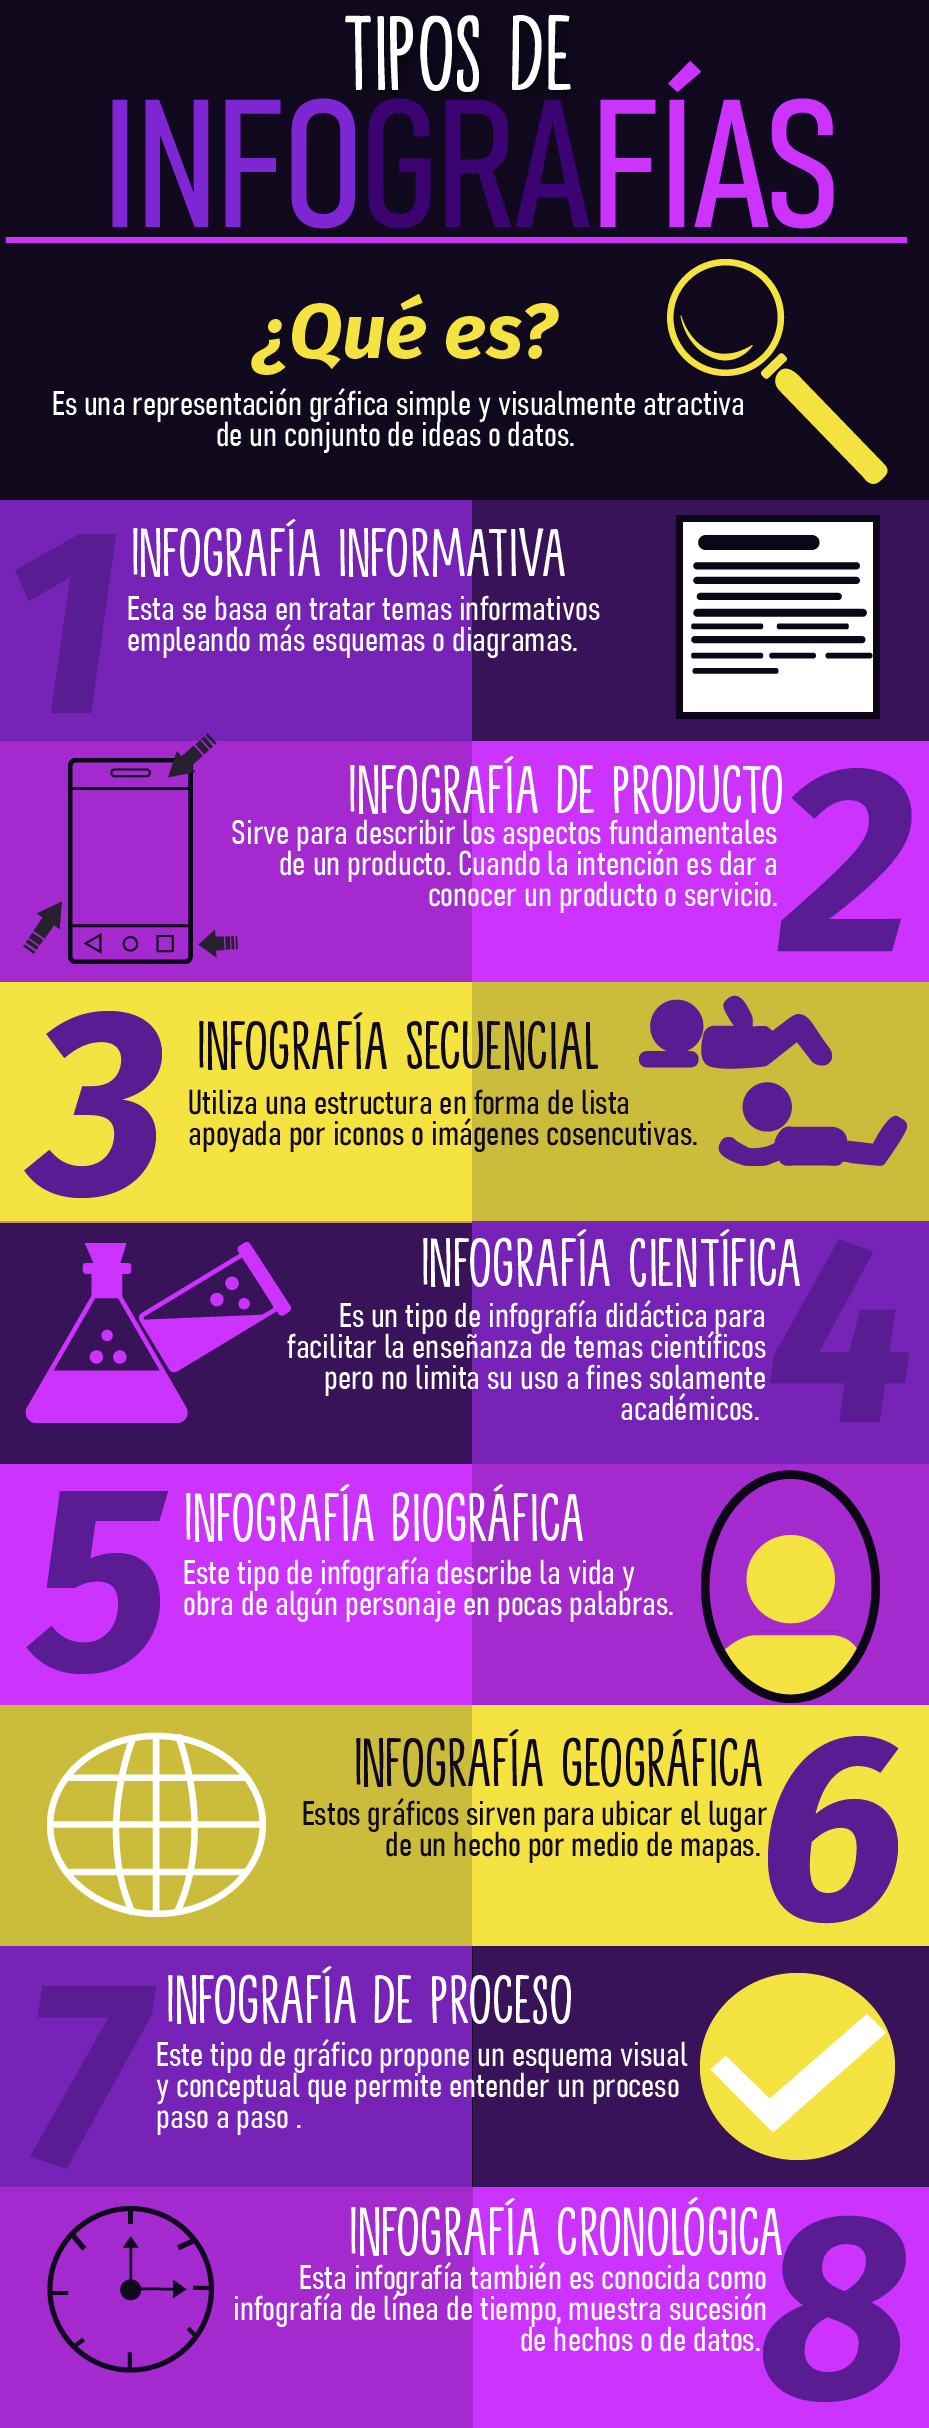 TIPOS DE
INFOGRAFÍAS
¿Qué es?
Es una representación gráfica simple y visualmente atractiva
de un conjunto de ideas o datos.
1
INFOGRAFÍA INFORMATIVA
Esta se basa en tratar temas informativos
empleando más esquemas o diagramas.
INFOGRAFÍA DE PRODUCTO
2
Sirve para describir los aspectos fundamentales
de un producto. Cuando la intención es dar a
conocer un producto o servicio.
3
INFOGRAFÍA SECUENCIAL
Utiliza una estructura en forma de lista
apoyada por iconos o imágenes cosencutivas.
INFOGRAFÍA CIENTÍFICA
4
Es un tipo de infografía didáctica para
facilitar la enseñanza de temas científicos
pero no limita su uso a fines solamente
académicos.
5
INFOGRAFÍA BIOGRÁFICA
Este tipo de infografía describe la vida y
obra de algún personaje en pocas palabras.
INFOGRAFÍA GEOGRÁFICA
6
Estos gráficos sirven para ubicar el lugar
de un hecho por medio de mapas.
7
INFOGRAFÍA DE PROCESO
Este tipo de gráfico propone un esquema visual
y conceptual que permite entender un proceso
paso a paso .
INFOGRAFÍA CRONOLÓGICA
8
Esta infografía también es conocida como
infografía de línea de tiempo, muestra sucesión
de hechos o de datos.